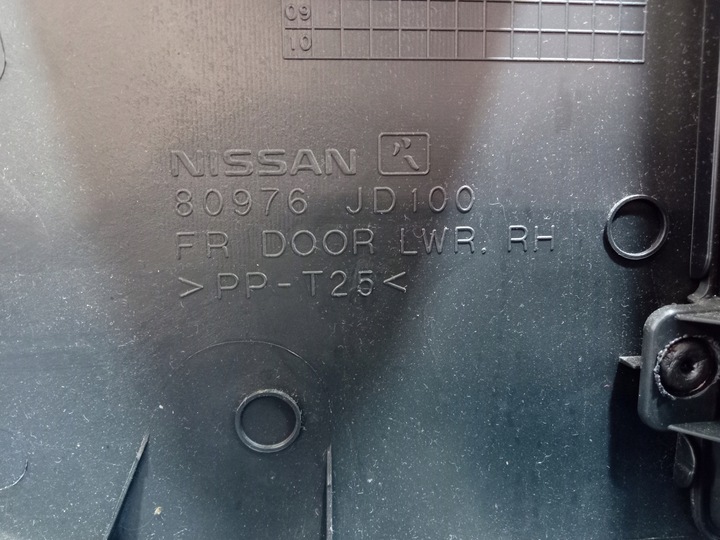 09
10
NISSAN
80976 JD100
FR DOOR LWR. RH
>PP-T25<